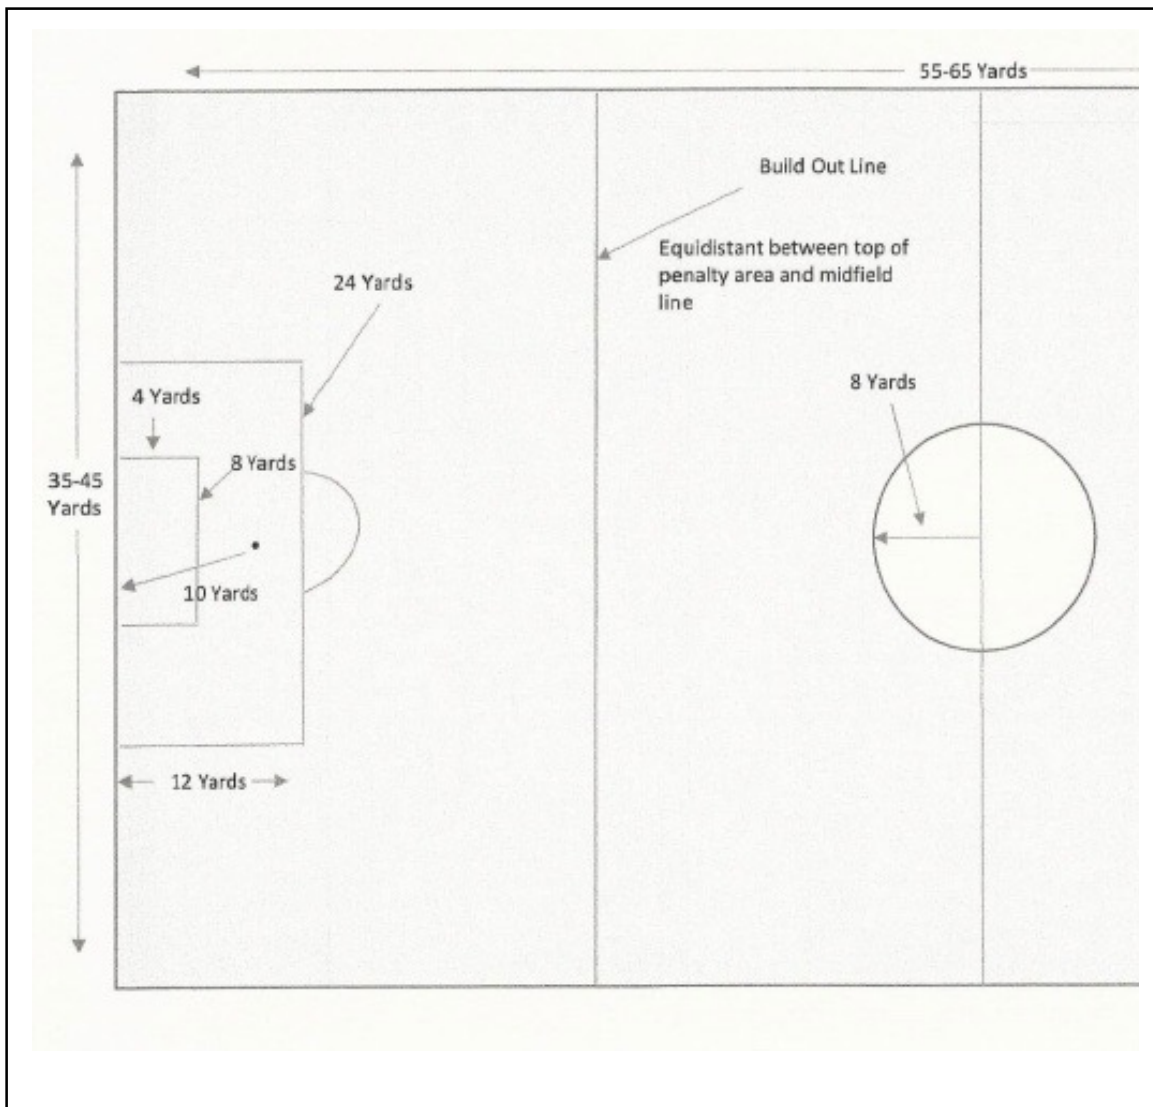 55-65 Yards
Build Out Line
Equidistant between top of
penalty area and midfield
line
24 Yards
8 Yards
4 Yards
8 Yards
35-45
Yards
10 Yards
12 Yards